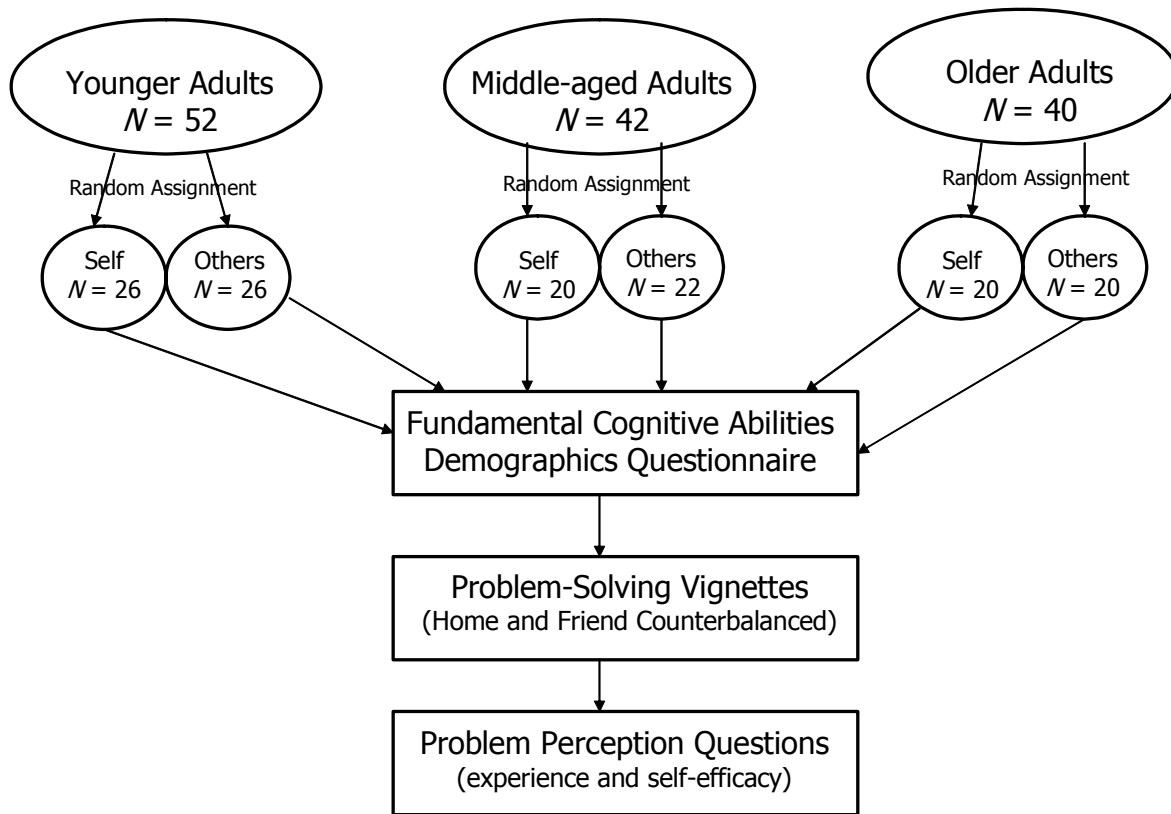 Younger Adults
N = 52
Middle-aged Adults
N = 42
Older Adults
N = 40
Random Assignment
Random Assignment
Random Assignment
Self
N = 26
Others
N = 26
Self
N = 20
Others
N = 22
Self
N = 20
Others
N = 20
Fundamental Cognitive Abilities
Demographics Questionnaire
Problem-Solving Vignettes
(Home and Friend Counterbalanced)
Problem Perception Questions
(experience and self-efficacy)